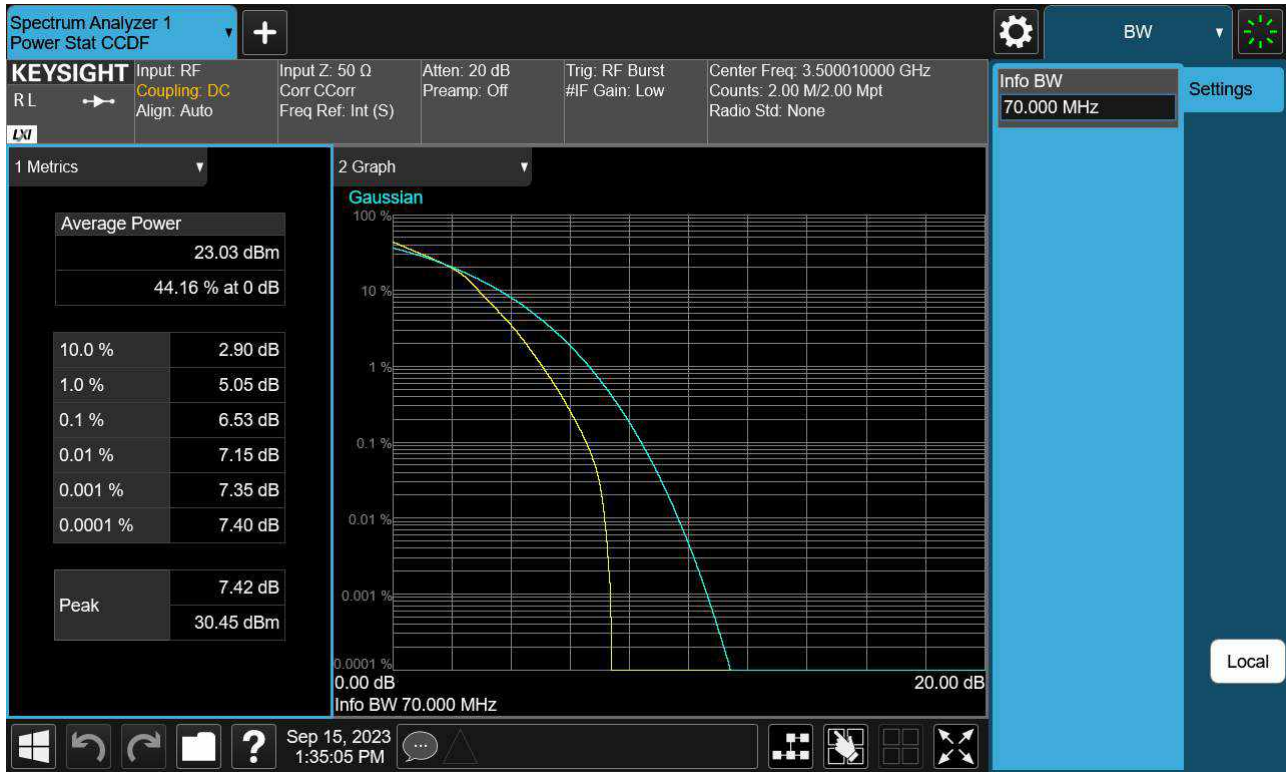 Spectrum Analyzer 1
Power Stat CCDF
+
BW
KEYSIGHT
RL
LXI
Input: RF
Coupling: DC
Align: Auto
Input Z: 50 Ω
Corr CCorr
Freq Ref: Int (S)
Atten: 20 dB
Preamp: Off
Trig: RF Burst
#IF Gain: Low
Center Freq: 3.500010000 GHz
Counts: 2.00 M/2.00 Mpt
Radio Std: None
Info BW
70.000 MHz
Settings
1 Metrics
Average Power
23.03 dBm
44.16 % at 0 dB
10.0 % 2.90 dB
1.0 % 5.05 dB
0.1 % 6.53 dB
0.01 % 7.15 dB
0.001 % 7.35 dB
0.0001 % 7.40 dB
Peak
7.42 dB
30.45 dBm
2 Graph
Gaussian
100 %
10 %
1 %
0.1 %
0.01 %
0.001 %
0.0001 %
0.00 dB 20.00 dB
Info BW 70.000 MHz
Local
?
Sep 15, 2023
1:35:05 PM